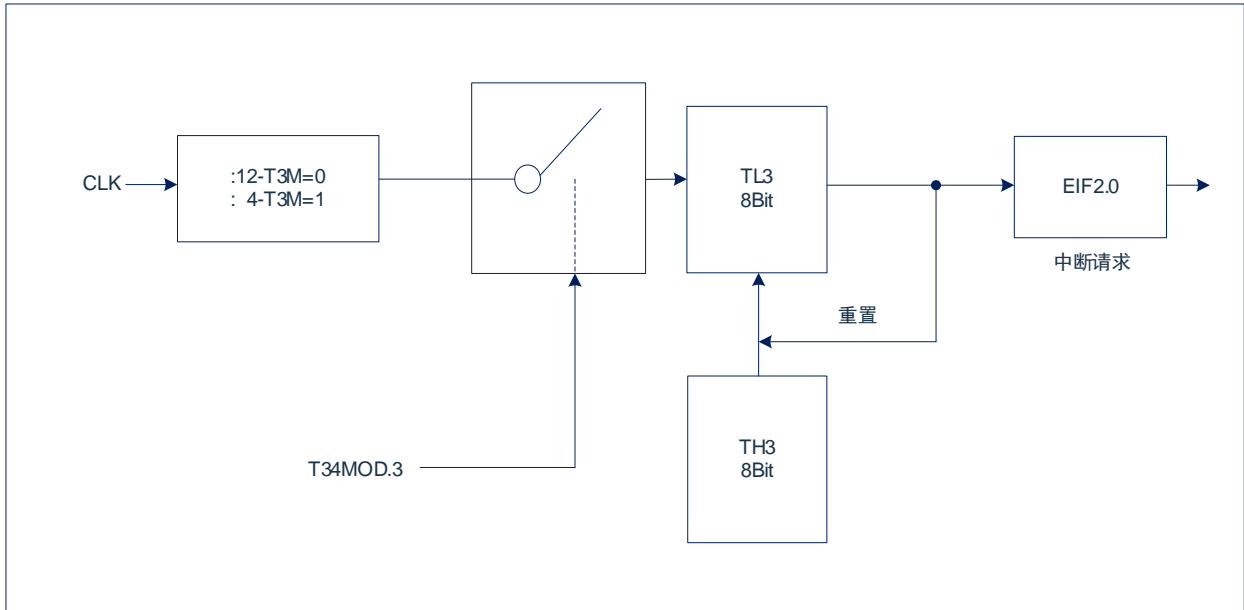 CLK
:12-T3M=0
: 4-T3M=1
TL3
8Bit
EIF2.0
中断请求
重置
TH3
8Bit
T34MOD.3